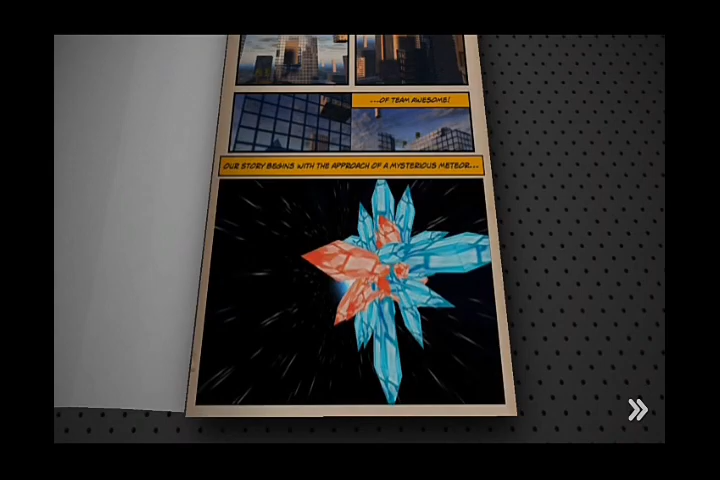 ...OF TEAM AWESOME!
OUR STORY BEGINS WITH THE APPROACH OF A MYSTERIOUS METEOR...